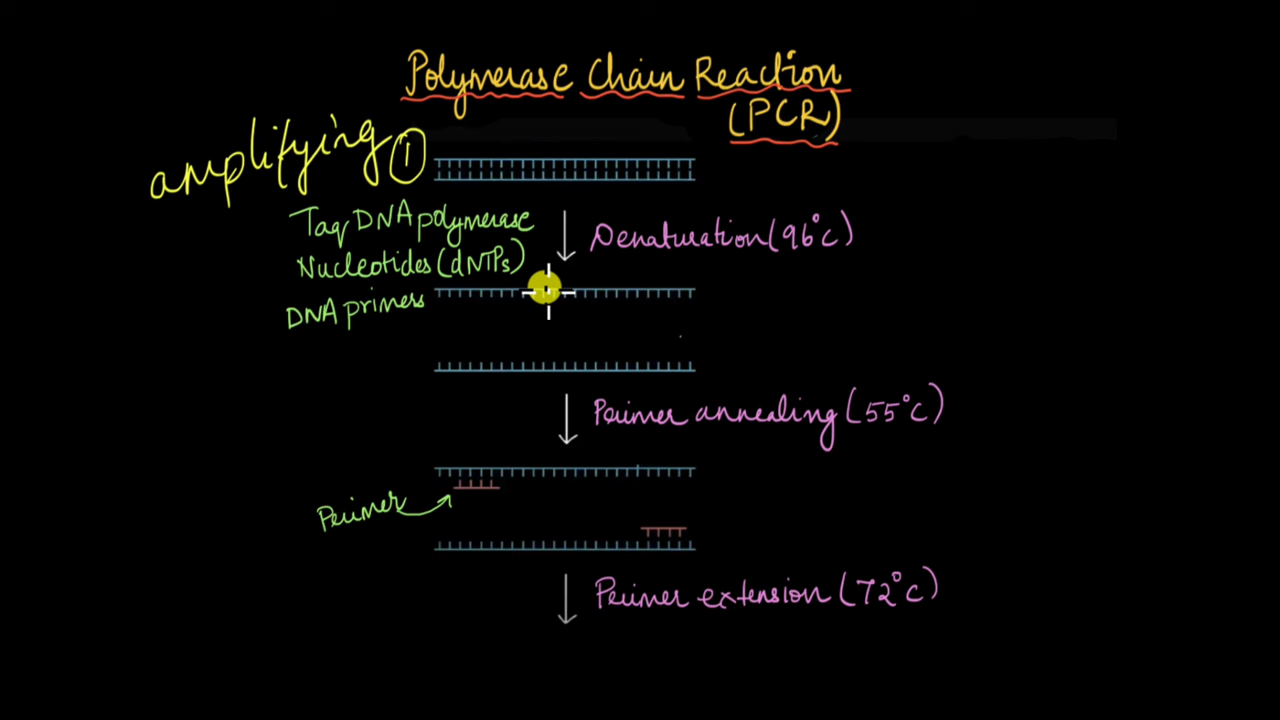 Polymerase Chain Reaction
(PCR)
amplifying ①
Taq DNA polymerase
Nucleotides (dNTPs)
DNA primers
Denaturation (96°C)
Primer annealing (55°C)
Primer
Primer extension (72°C)